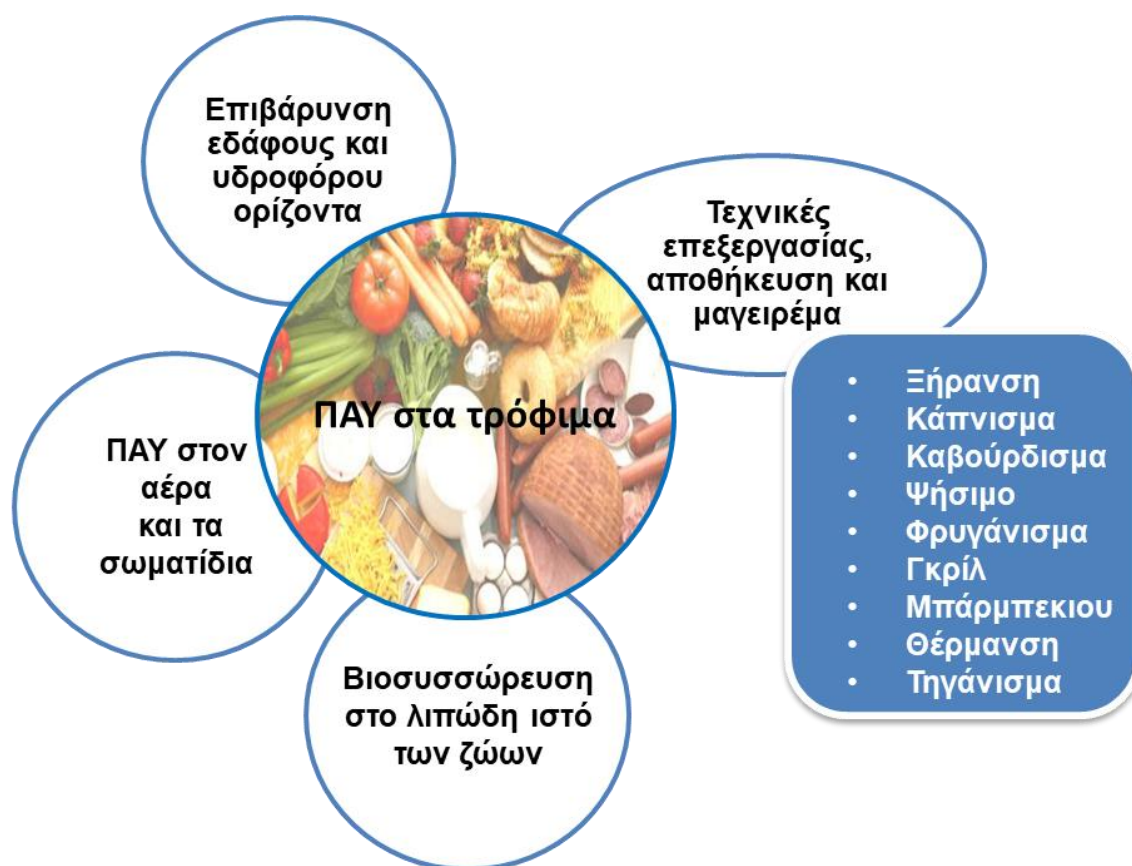 Επιβάρυνση
εδάφους και
υδροφόρου
ορίζοντα
Τεχνικές
επεξεργασίας,
αποθήκευση και
μαγειρέμα
ΠΑΥ στα τρόφιμα
• Ξήρανση
• Κάπνισμα
• Καβούρδισμα
• Ψήσιμο
• Φρυγάνισμα
• Γκρίλ
• Μπάρμπεκιου
• Θέρμανση
• Τηγάνισμα
ΠΑΥ στον
αέρα
και τα
σωματίδια
Βιοσυσσώρευση
στο λιπώδη ιστό
των ζώων